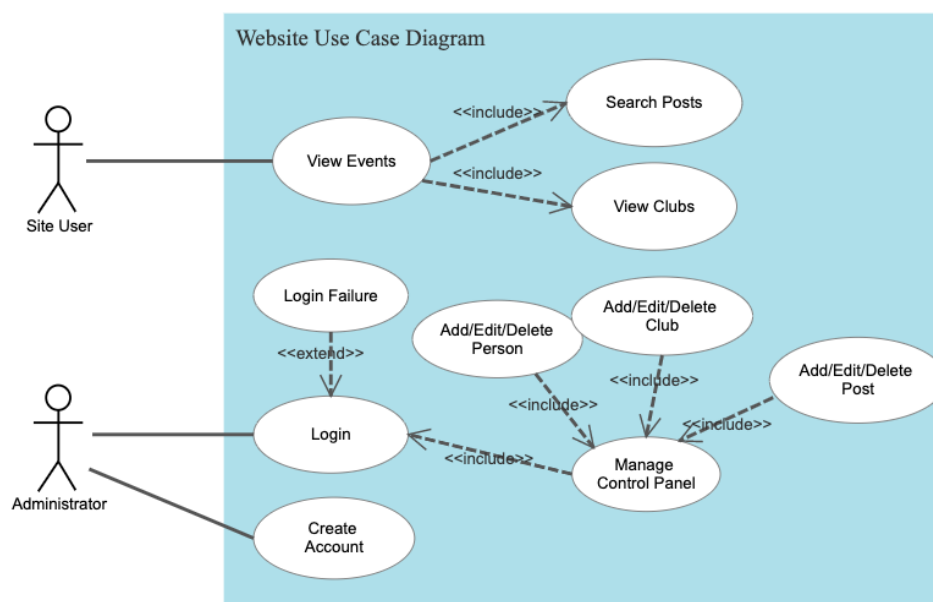 Website Use Case Diagram
Search Posts
<<include>>
View Events
<<include>>
View Clubs
Site User
Login Failure
Add/Edit/Delete
Club
Add/Edit/Delete
Person
<<extend>>
<<include>>
Add/Edit/Delete
Post
<<include>>
<<include>>
Login
<<include>>
Manage
Control Panel
Administrator
Create
Account